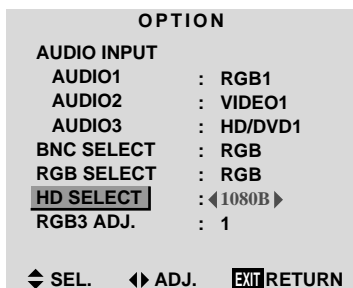 OPTION
AUDIO INPUT
AUDIO1 : RGB1
AUDIO2 : VIDEO1
AUDIO3 : HD/DVD1
BNC SELECT : RGB
RGB SELECT : RGB
HD SELECT : 1080B
RGB3 ADJ. : 1
SEL. ADJ. EXIT RETURN